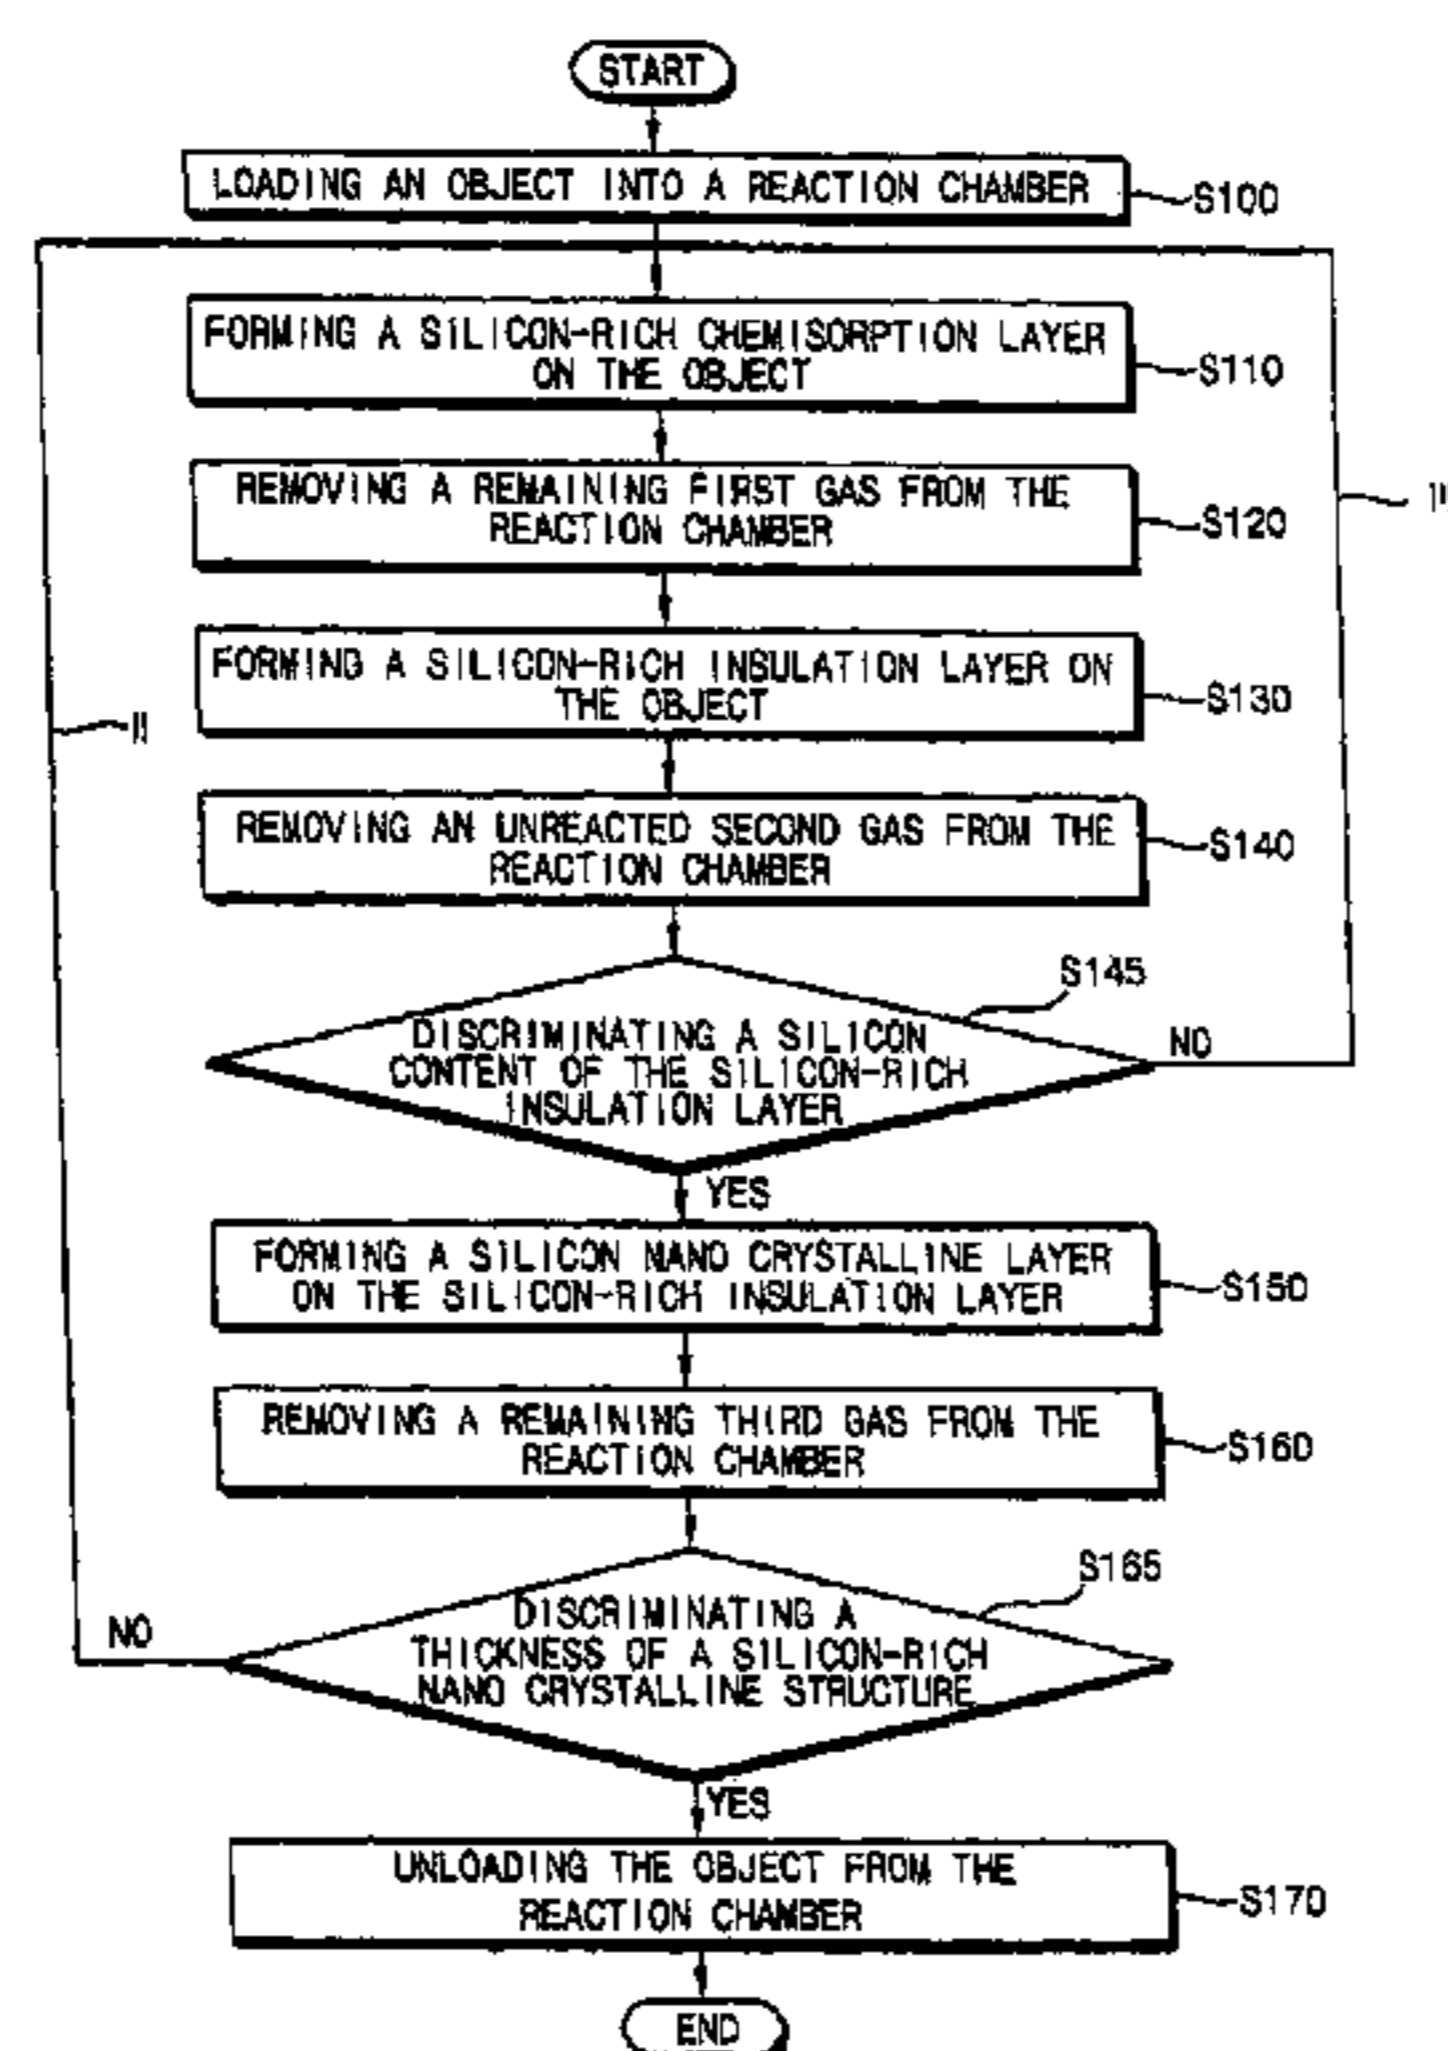 START
LOADING AN OBJECT INTO A REACTION CHAMBER
S100
FORMING A SILICON-RICH CHEMISORPTION LAYER
ON THE OBJECT
S110
REMOVING A REMAINING FIRST GAS FROM THE
REACTION CHAMBER
S120
FORMING A SILICON-RICH INSULATION LAYER ON
THE OBJECT
S130
II
REMOVING AN UNREACTED SECOND GAS FROM THE
REACTION CHAMBER
S140
S145
DISCRIMINATING A SILICON
CONTENT OF THE SILICON-RICH
INSULATION LAYER
NO
YES
FORMING A SILICON NANO CRYSTALLINE LAYER
ON THE SILICON-RICH INSULATION LAYER
S150
REMOVING A REMAINING THIRD GAS FROM THE
REACTION CHAMBER
S160
S165
DISCRIMINATING A
THICKNESS OF A SILICON-RICH
NANO CRYSTALLINE STRUCTURE
NO
YES
UNLOADING THE OBJECT FROM THE
REACTION CHAMBER
S170
END